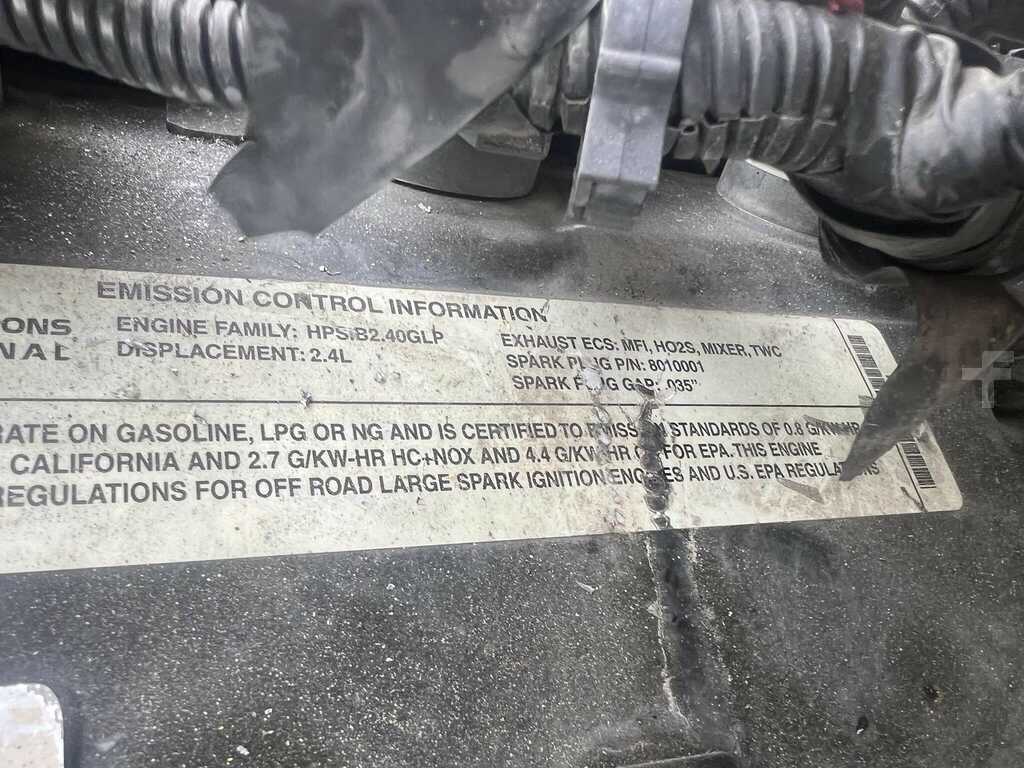 EMISSION CONTROL INFORMATION
IONS
NAL
ENGINE FAMILY: HPSIB2.40GLP
DISPLACEMENT: 2.4L
EXHAUST ECS: MFI, HO2S, MIXER, TWC
SPARK PLUG P/N: 8010001
SPARK PLUG GAP: .035"
RATE ON GASOLINE, LPG OR NG AND IS CERTIFIED TO EMISSION STANDARDS OF 0.8 G/KW-HR
CALIFORNIA AND 2.7 G/KW-HR HC+NOX AND 4.4 G/KW-HR CO FOR EPA. THIS ENGINE
REGULATIONS FOR OFF ROAD LARGE SPARK IGNITION ENGINES AND U.S. EPA REGULATIONS